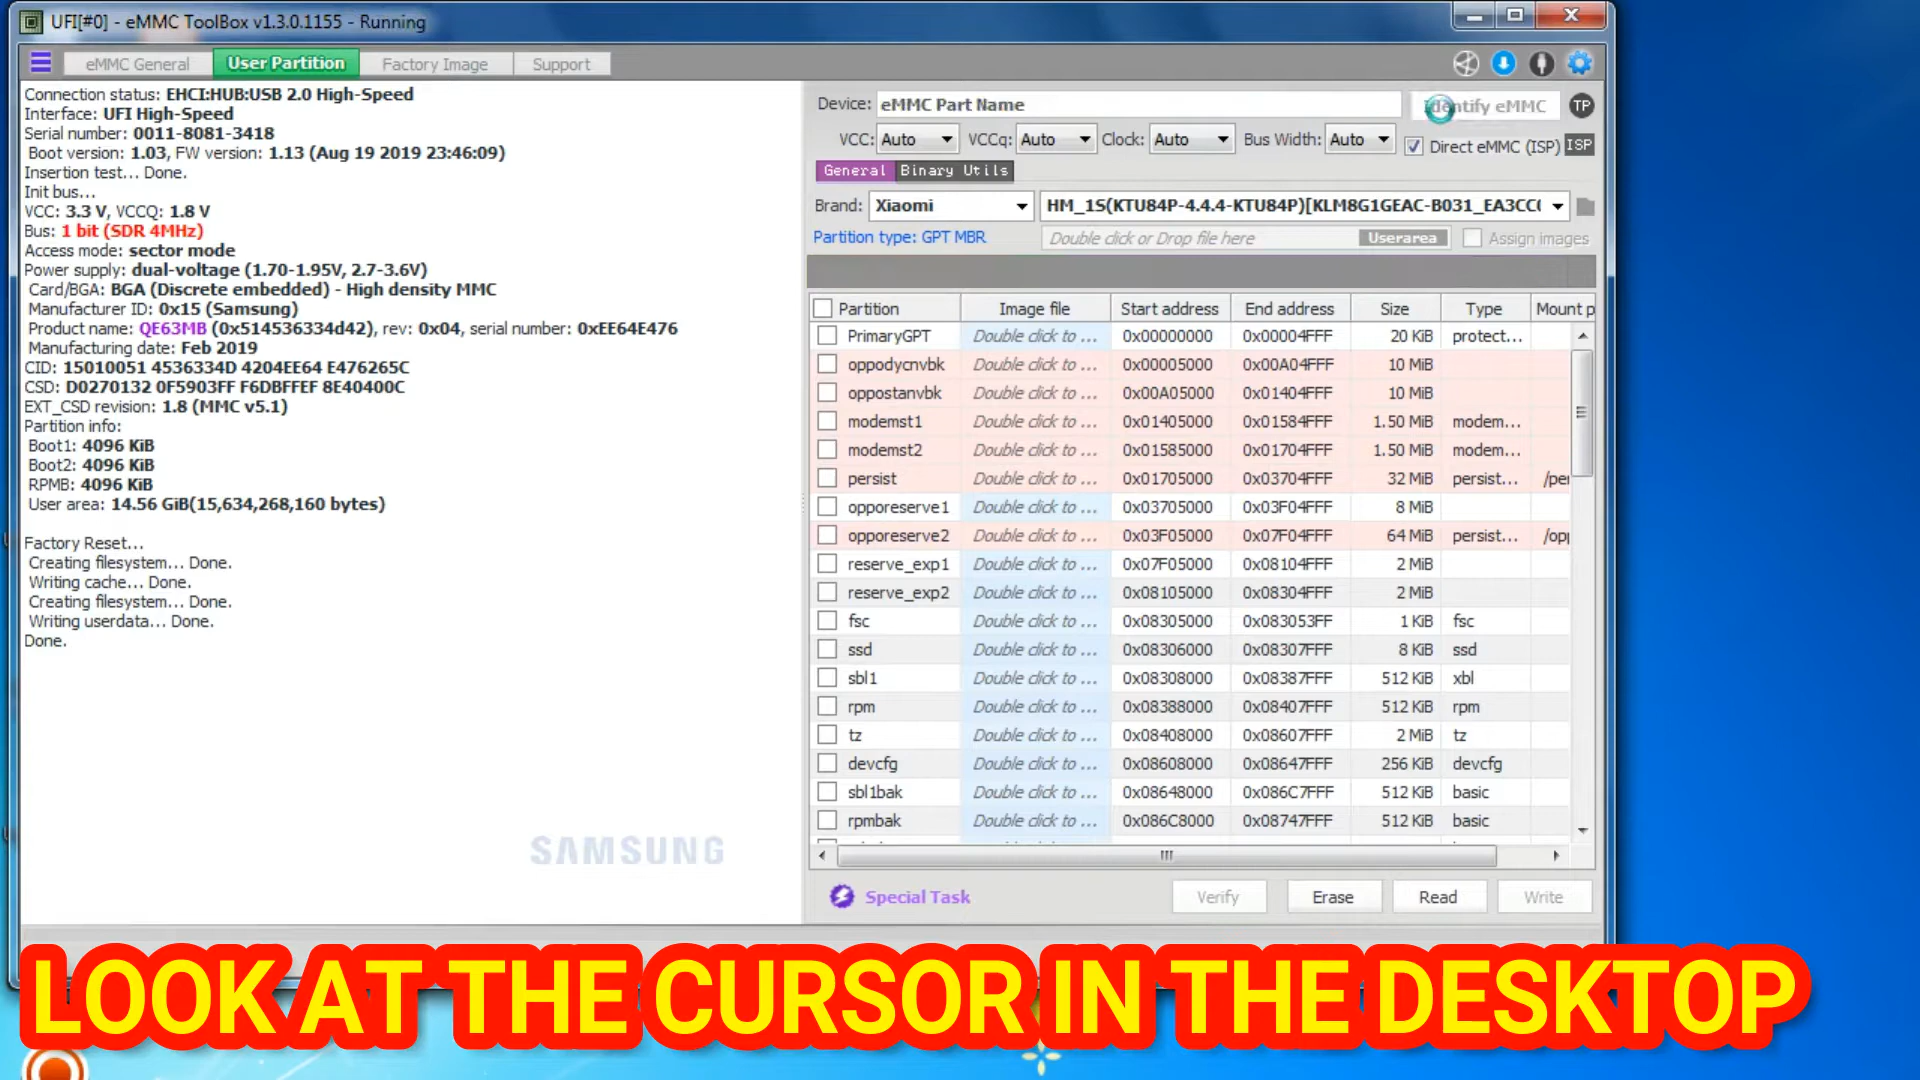 UFI[#0] - eMMC ToolBox v1.3.0.1155 - Running
eMMC General User Partition Factory Image Support
Connection status: EHCI:HUB:USB 2.0 High-Speed
Interface: UFI High-Speed
Serial number: 0011-8081-3418
Boot version: 1.03, FW version: 1.13 (Aug 19 2019 23:46:09)
Insertion test... Done.
Init bus...
VCC: 3.3 V, VCCQ: 1.8 V
Bus: 1 bit (SDR 4MHz)
Access mode: sector mode
Power supply: dual-voltage (1.70-1.95V, 2.7-3.6V)
Card/BGA: BGA (Discrete embedded) - High density MMC
Manufacturer ID: 0x15 (Samsung)
Product name: QE63MB (0x514536334d42), rev: 0x04, serial number: 0xEE64E476
Manufacturing date: Feb 2019
CID: 15010051 4536334D 4204EE64 E476265C
CSD: D0270132 0F5903FF F6DBFFEF 8E40400C
EXT_CSD revision: 1.8 (MMC v5.1)
Partition info:
Boot1: 4096 KiB
Boot2: 4096 KiB
RPMB: 4096 KiB
User area: 14.56 GiB(15,634,268,160 bytes)
Factory Reset...
Creating filesystem... Done.
Writing cache... Done.
Creating filesystem... Done.
Writing userdata... Done.
Done.
SAMSUNG
Device: eMMC Part Name Identify eMMC TP
VCC: Auto VCCq: Auto Clock: Auto Bus Width: Auto Direct eMMC (ISP) ISP
General Binary Utils
Brand: Xiaomi HM_1S(KTU84P-4.4.4-KTU84P)[KLM8G1GEAC-B031_EA3CC(
Partition type: GPT MBR Double click or Drop file here Userarea Assign images
Partition Image file Start address End address Size Type Mount p
PrimaryGPT Double click to ... 0x00000000 0x00004FFF 20 KiB protect...
oppodycnvbk Double click to ... 0x00005000 0x00A04FFF 10 MiB
oppostanvbk Double click to ... 0x00A05000 0x01404FFF 10 MiB
modemst1 Double click to ... 0x01405000 0x01584FFF 1.50 MiB modem...
modemst2 Double click to ... 0x01585000 0x01704FFF 1.50 MiB modem...
persist Double click to ... 0x01705000 0x03704FFF 32 MiB persist... /per
opporeserve1 Double click to ... 0x03705000 0x03F04FFF 8 MiB
opporeserve2 Double click to ... 0x03F05000 0x07F04FFF 64 MiB persist... /opp
reserve_exp1 Double click to ... 0x07F05000 0x08104FFF 2 MiB
reserve_exp2 Double click to ... 0x08105000 0x08304FFF 2 MiB
fsc Double click to ... 0x08305000 0x083053FF 1 KiB fsc
ssd Double click to ... 0x08306000 0x08307FFF 8 KiB ssd
sbl1 Double click to ... 0x08308000 0x08387FFF 512 KiB xbl
rpm Double click to ... 0x08388000 0x08407FFF 512 KiB rpm
tz Double click to ... 0x08408000 0x08607FFF 2 MiB tz
devcfg Double click to ... 0x08608000 0x08647FFF 256 KiB devcfg
sbl1bak Double click to ... 0x08648000 0x086C7FFF 512 KiB basic
rpmbak Double click to ... 0x086C8000 0x08747FFF 512 KiB basic
Special Task Verify Erase Read Write
LOOK AT THE CURSOR IN THE DESKTOP